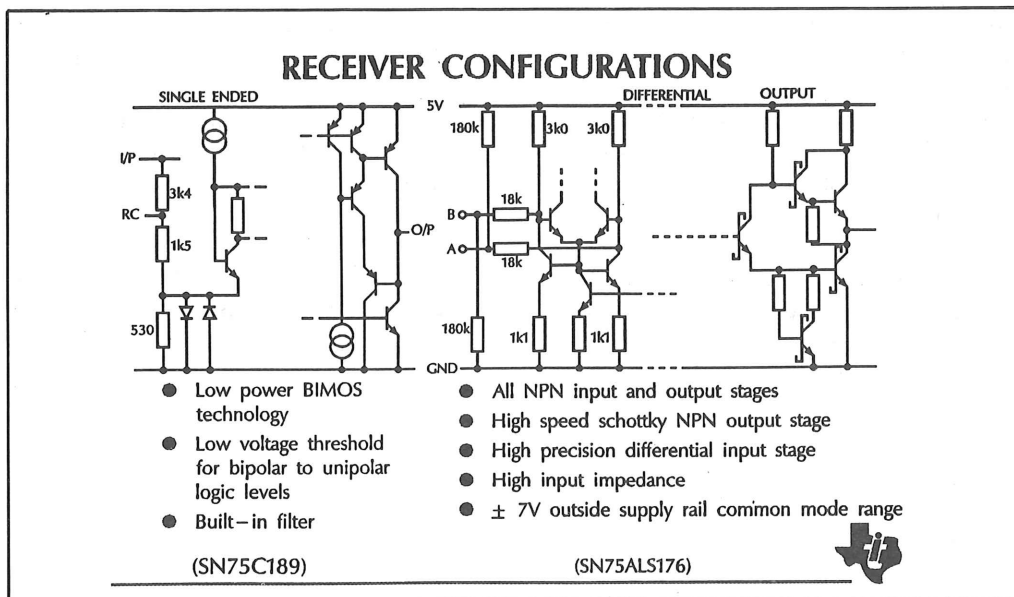 RECEIVER CONFIGURATIONS
SINGLE ENDED
5V
DIFFERENTIAL
OUTPUT
180k
3k0
3k0
I/P
3k4
RC
1k5
530
O/P
B
18k
A
18k
180k
1k1
1k1
GND
Low power BIMOS
technology
Low voltage threshold
for bipolar to unipolar
logic levels
Built-in filter
(SN75C189)
All NPN input and output stages
High speed schottky NPN output stage
High precision differential input stage
High input impedance
± 7V outside supply rail common mode range
(SN75ALS176)